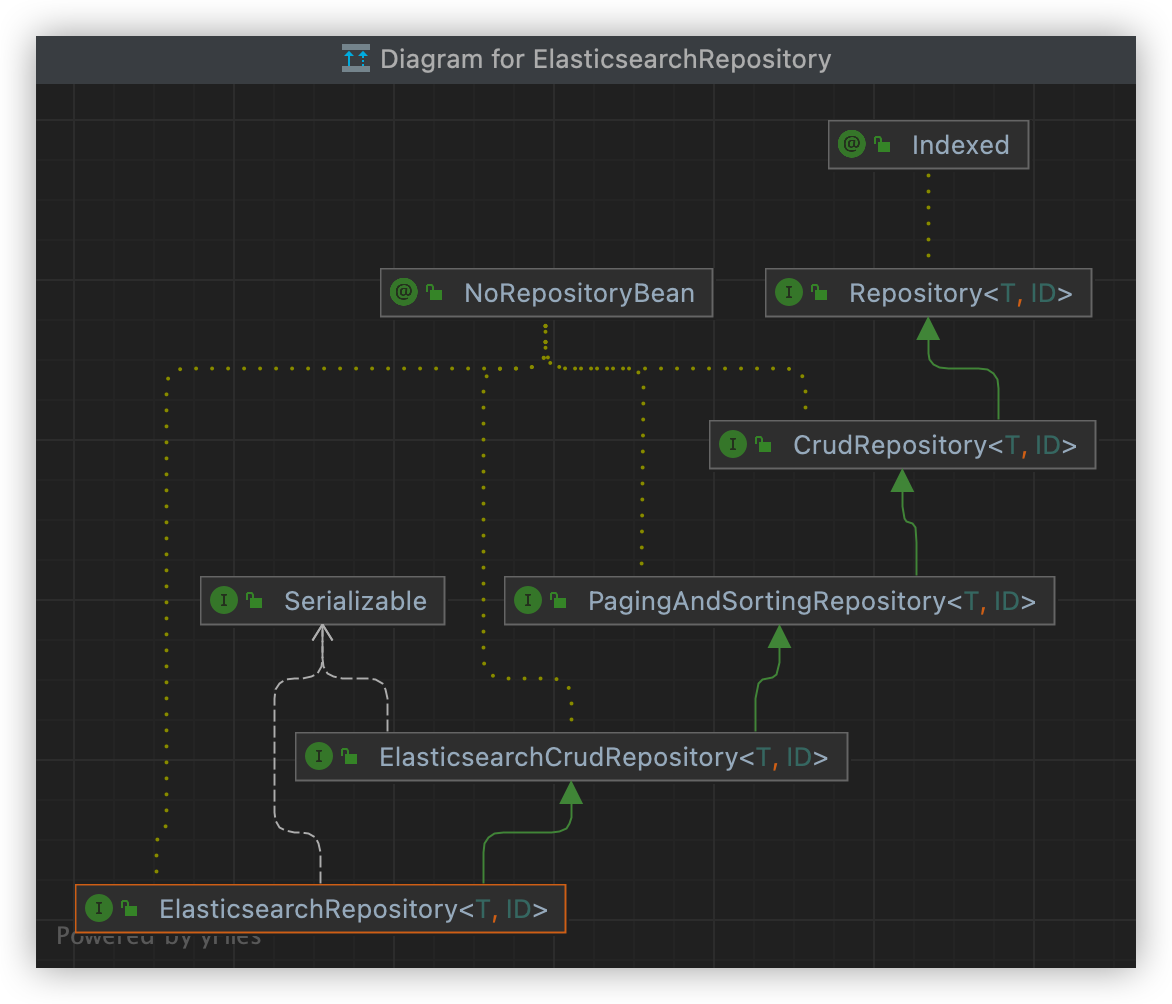 Diagram for ElasticsearchRepository
@ Indexed
@ NoRepositoryBean
I Repository<T, ID>
I CrudRepository<T, ID>
I Serializable
I PagingAndSortingRepository<T, ID>
I ElasticsearchCrudRepository<T, ID>
I ElasticsearchRepository<T, ID>
Powered by yFiles